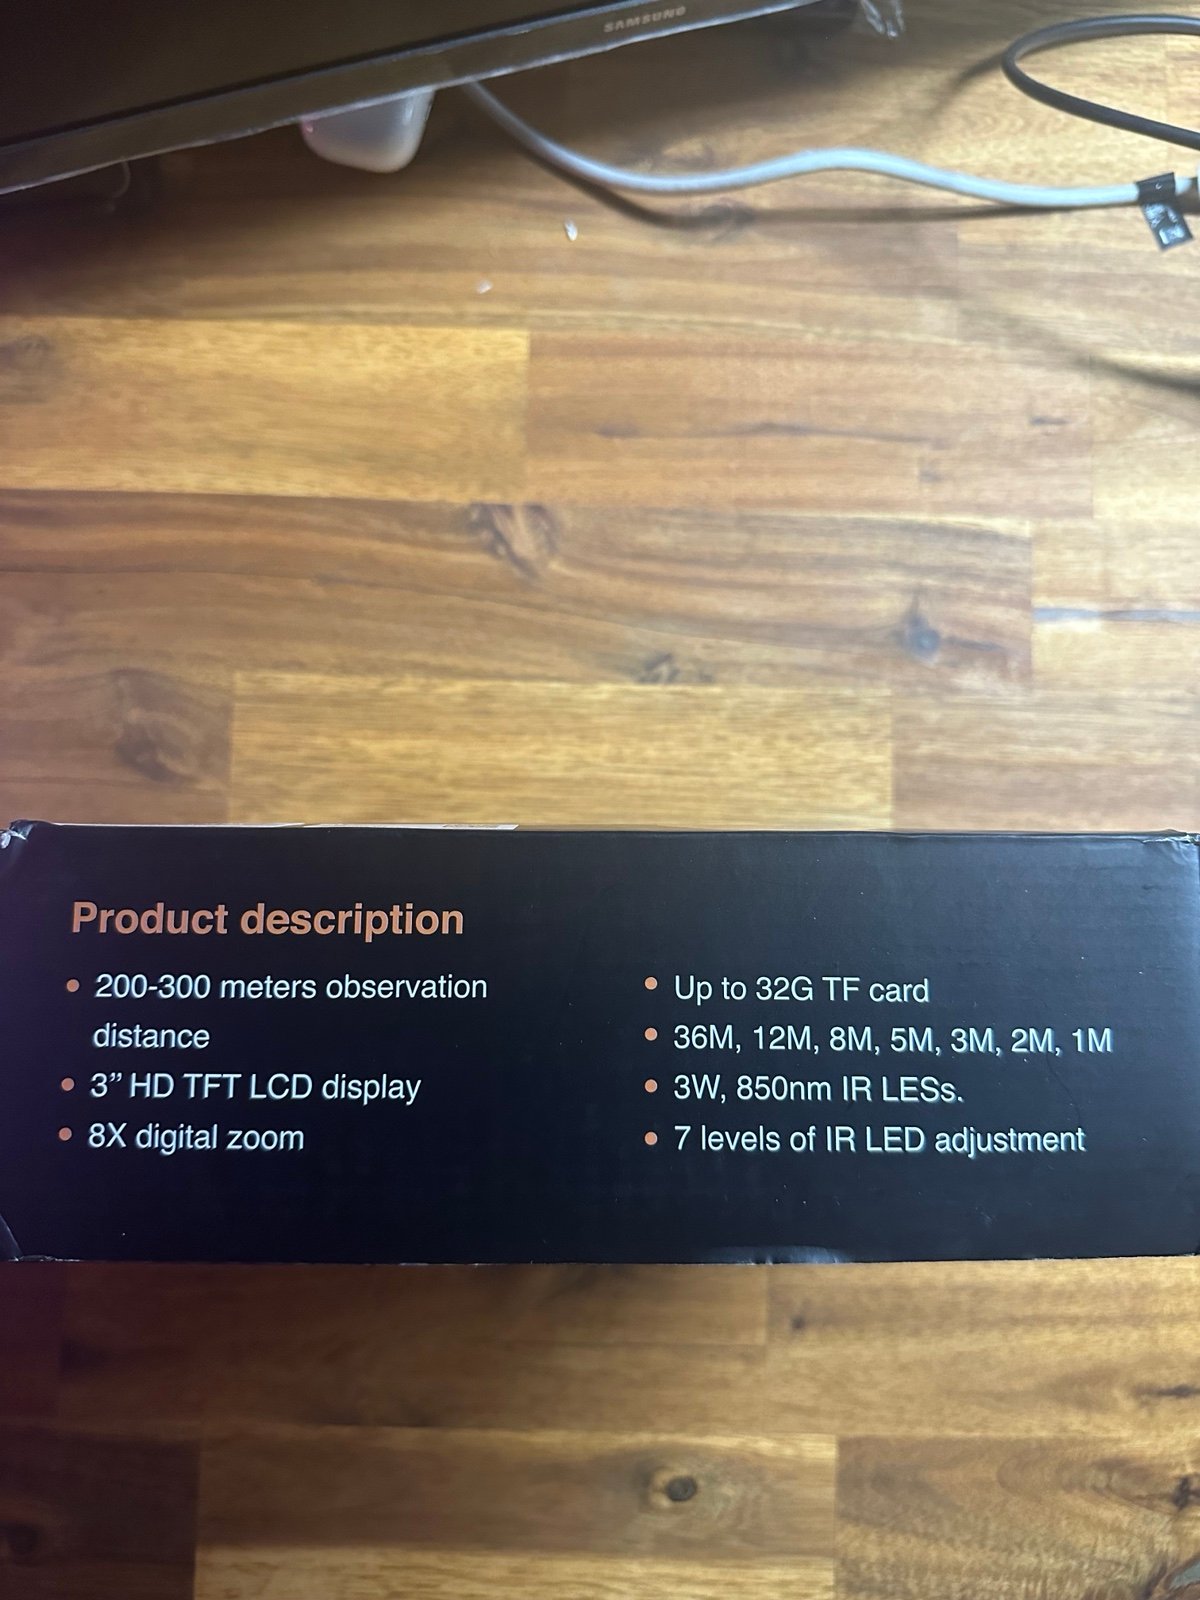 SAMSUNG
Product description
• 200-300 meters observation
distance
• 3” HD TFT LCD display
• 8X digital zoom
• Up to 32G TF card
• 36M, 12M, 8M, 5M, 3M, 2M, 1M
• 3W, 850nm IR LESs.
• 7 levels of IR LED adjustment